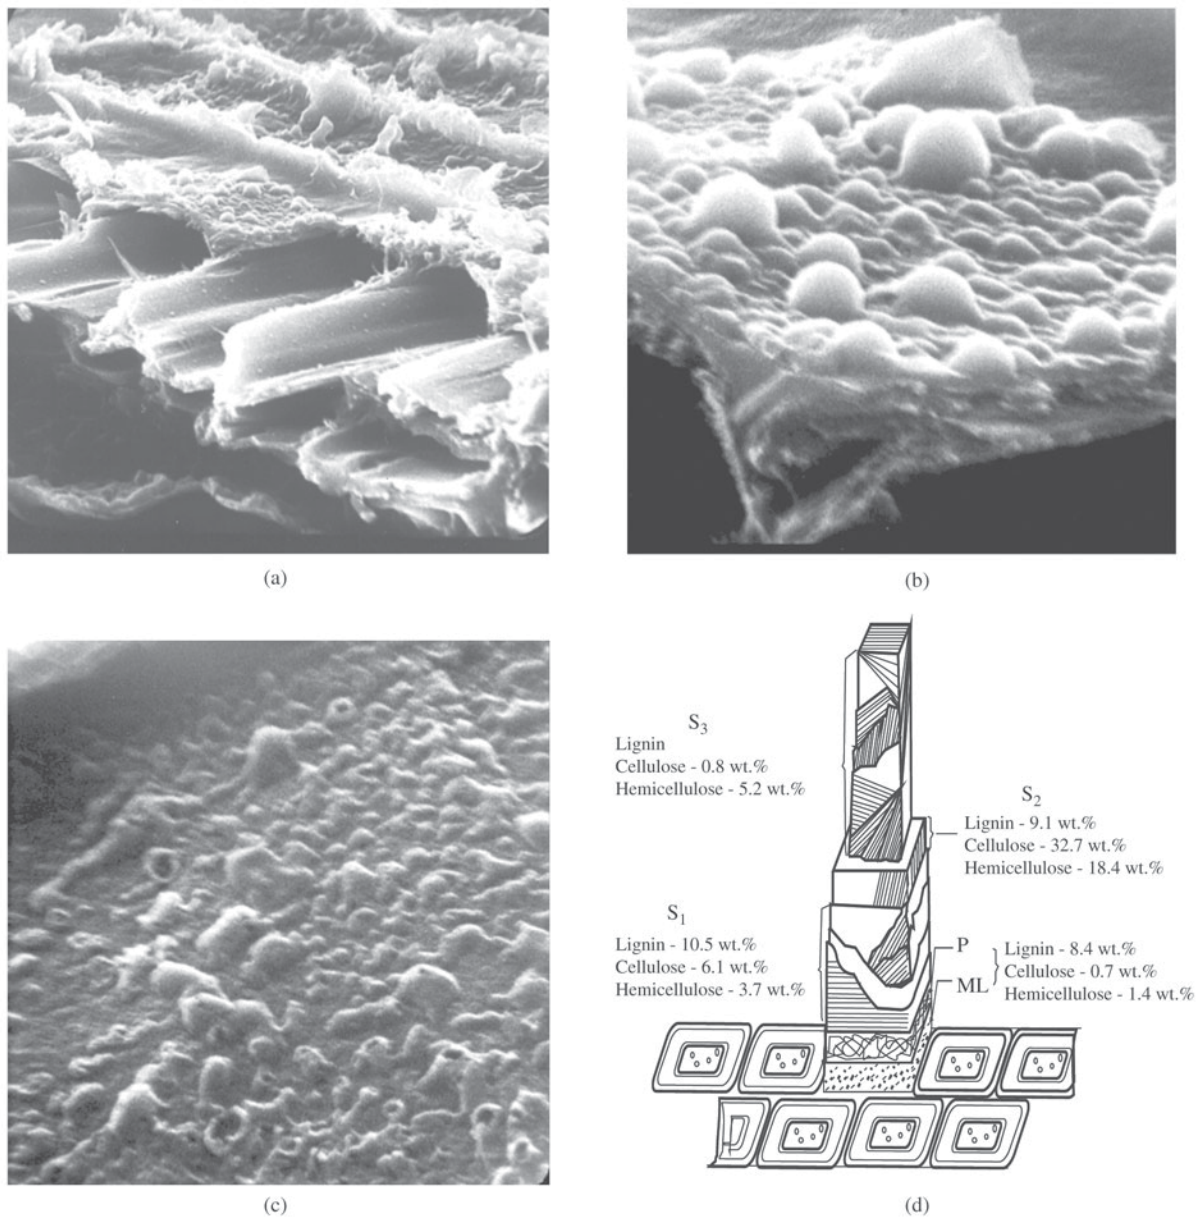 (a)
(b)
(c)
S3
Lignin
Cellulose - 0.8 wt.%
Hemicellulose - 5.2 wt.%
S2
Lignin - 9.1 wt.%
Cellulose - 32.7 wt.%
Hemicellulose - 18.4 wt.%
S1
Lignin - 10.5 wt.%
Cellulose - 6.1 wt.%
Hemicellulose - 3.7 wt.%
P
ML
Lignin - 8.4 wt.%
Cellulose - 0.7 wt.%
Hemicellulose - 1.4 wt.%
(d)